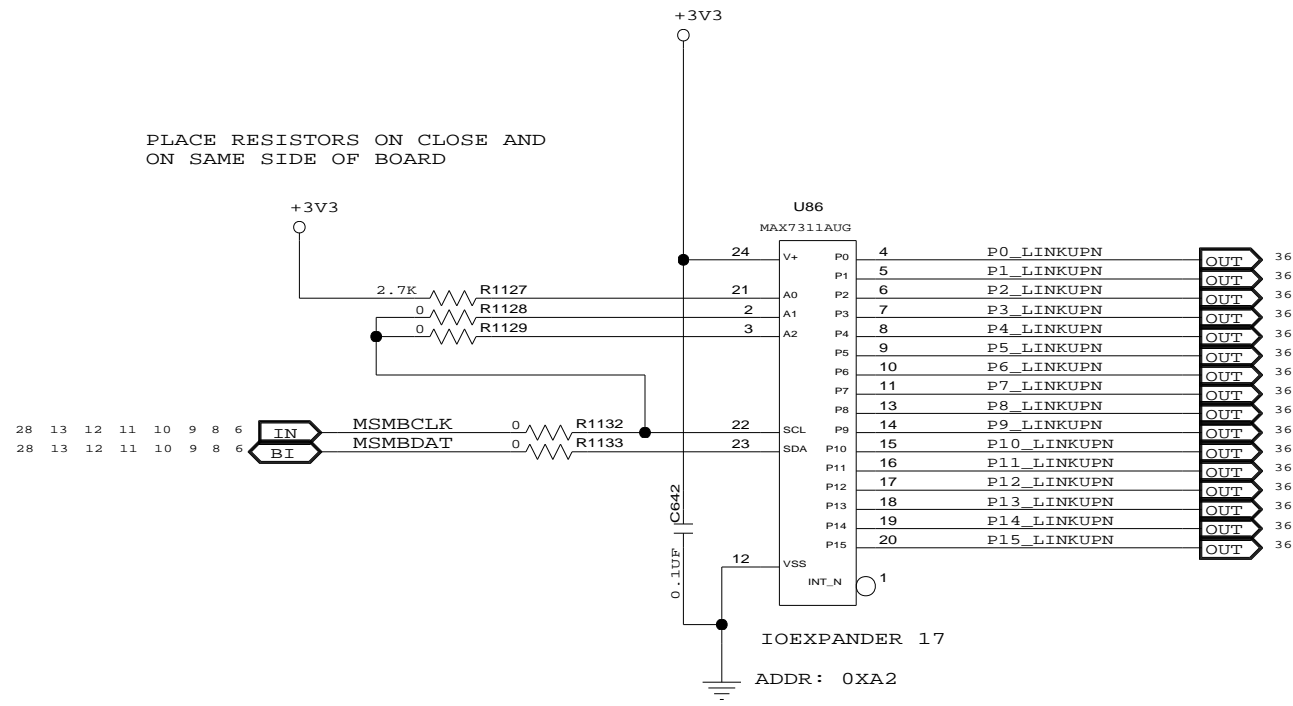 +3V3
PLACE RESISTORS ON CLOSE AND
ON SAME SIDE OF BOARD
+3V3
U86
MAX7311AUG
24 V+ P0 4 P0_LINKUPN OUT 36
P1 5 P1_LINKUPN OUT 36
2.7K R1127 21 A0 P2 6 P2_LINKUPN OUT 36
0 R1128 2 A1 P3 7 P3_LINKUPN OUT 36
0 R1129 3 A2 P4 8 P4_LINKUPN OUT 36
P5 9 P5_LINKUPN OUT 36
P6 10 P6_LINKUPN OUT 36
P7 11 P7_LINKUPN OUT 36
P8 13 P8_LINKUPN OUT 36
28 13 12 11 10 9 8 6 IN MSMBCLK 0 R1132 22 SCL P9 14 P9_LINKUPN OUT 36
28 13 12 11 10 9 8 6 BI MSMBDAT 0 R1133 23 SDA P10 15 P10_LINKUPN OUT 36
P11 16 P11_LINKUPN OUT 36
P12 17 P12_LINKUPN OUT 36
P13 18 P13_LINKUPN OUT 36
P14 19 P14_LINKUPN OUT 36
P15 20 P15_LINKUPN OUT 36
C642
0.1UF
12 VSS
INT_N 1
IOEXPANDER 17
ADDR: 0XA2